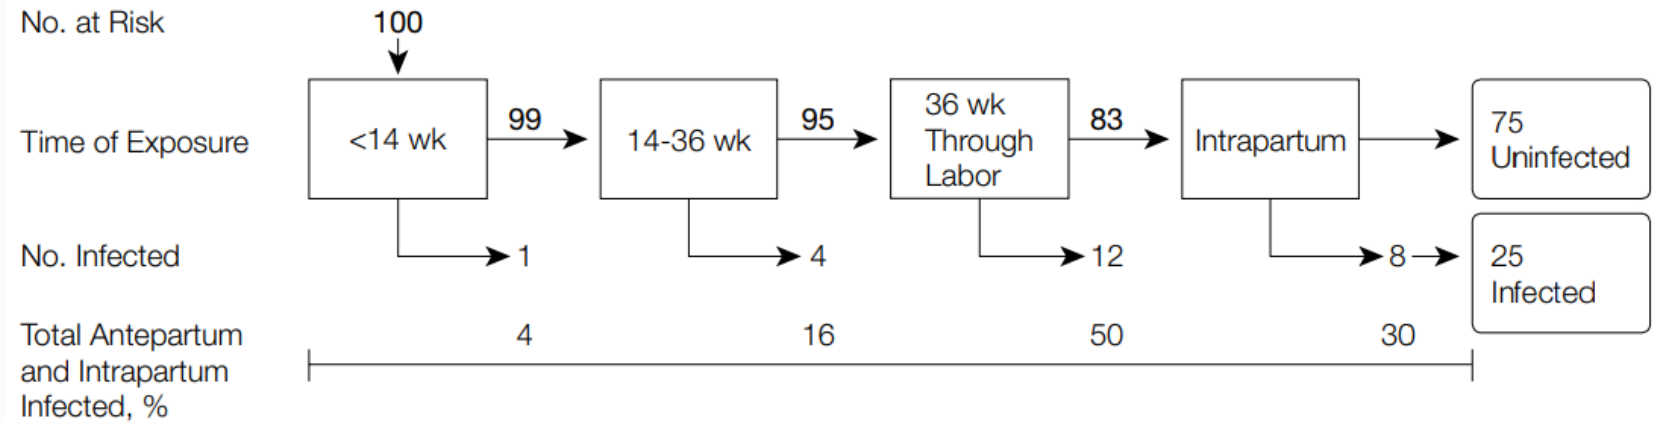 No. at Risk 100
Time of Exposure <14 wk 99 14-36 wk 95 36 wk Through Labor 83 Intrapartum 75 Uninfected
No. Infected 1 4 12 8 25 Infected
Total Antepartum 4 16 50 30
and Intrapartum
Infected, %